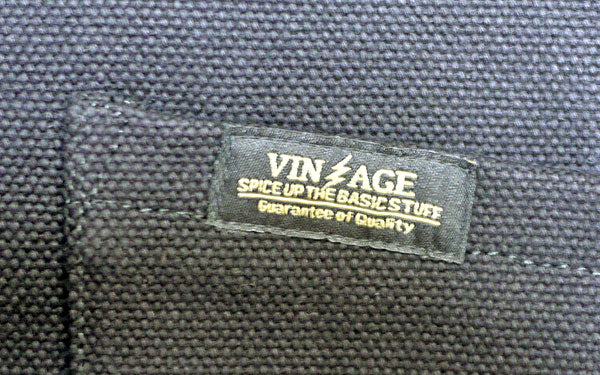 VIN⚡AGE
SPICE UP THE BASIC STUFF
Guarantee of Quality